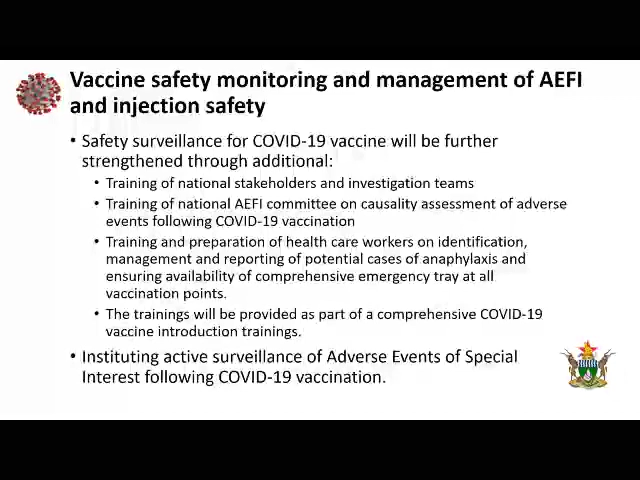 Vaccine safety monitoring and management of AEFI
and injection safety
• Safety surveillance for COVID-19 vaccine will be further
strengthened through additional:
• Training of national stakeholders and investigation teams
• Training of national AEFI committee on causality assessment of adverse
events following COVID-19 vaccination
• Training and preparation of health care workers on identification,
management and reporting of potential cases of anaphylaxis and
ensuring availability of comprehensive emergency tray at all
vaccination points.
• The trainings will be provided as part of a comprehensive COVID-19
vaccine introduction trainings.
• Instituting active surveillance of Adverse Events of Special
Interest following COVID-19 vaccination.